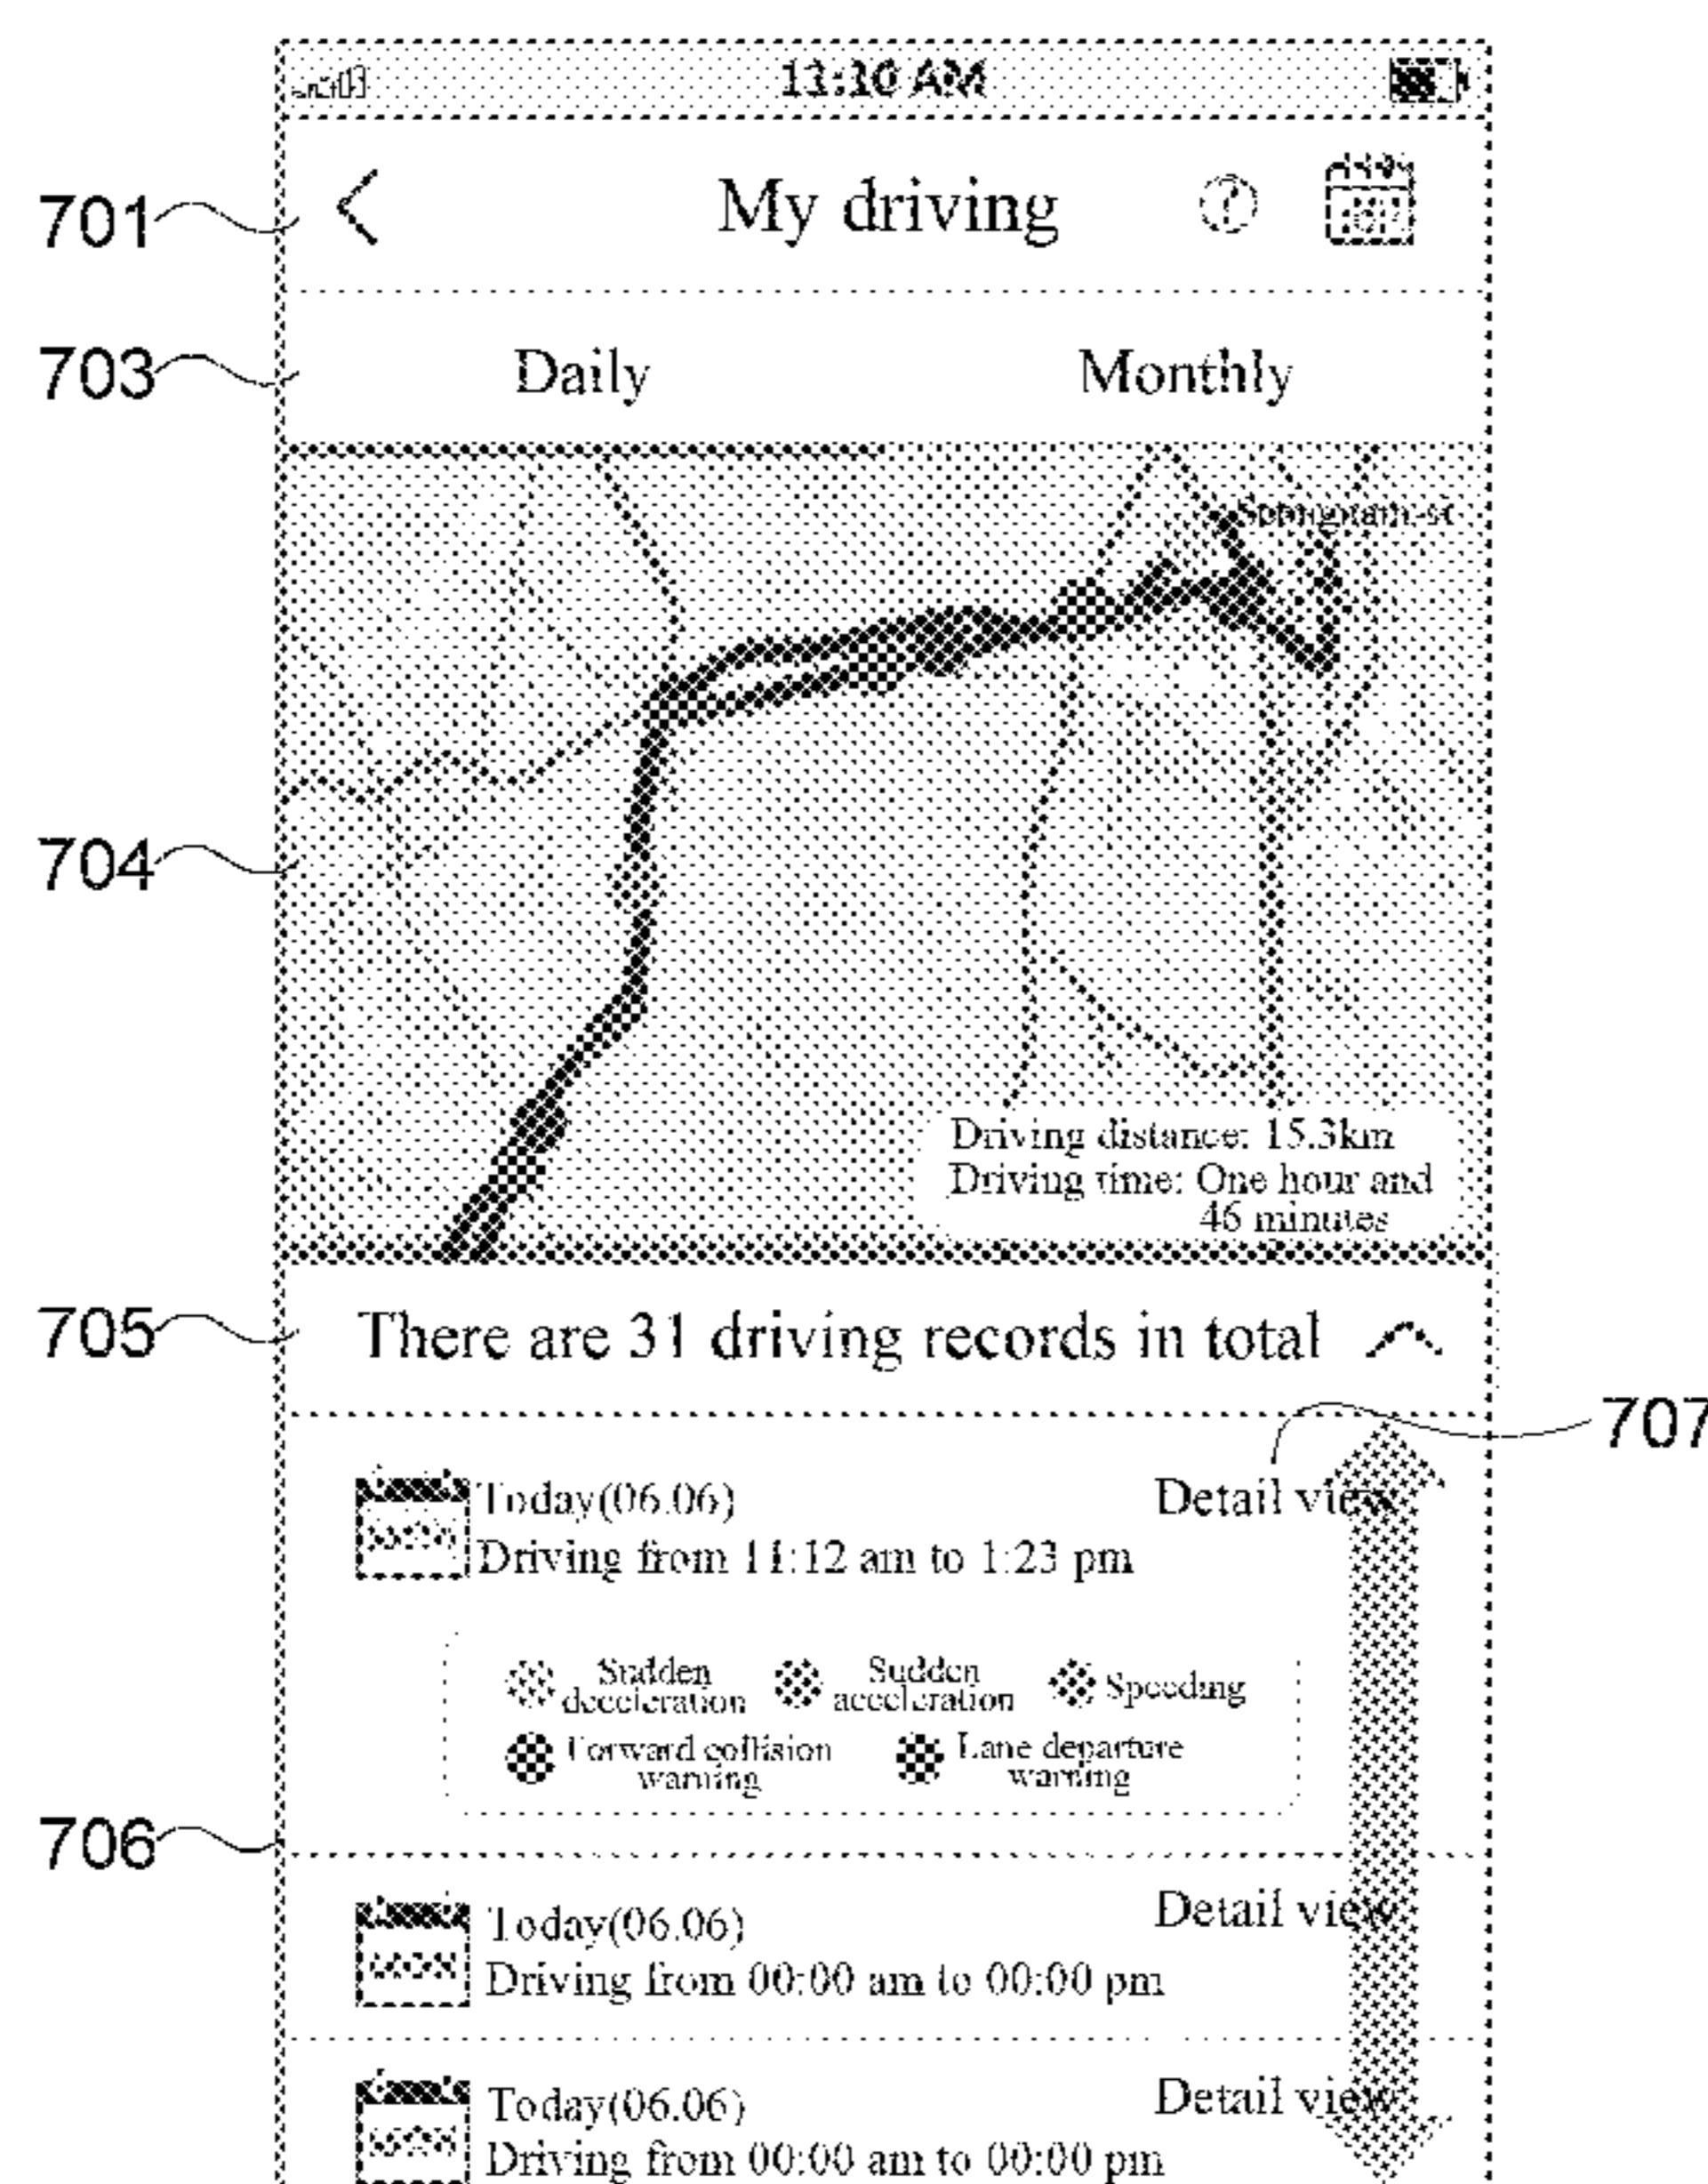 11:10 AM
701
My driving
?
703
Daily Monthly
704
Driving distance: 15.3km
Driving time: One hour and
46 minutes
705
There are 31 driving records in total
707
Today(06.06) Detail view
Driving from 11:12 am to 1:23 pm
Sudden
deceleration
Sudden
acceleration
Speeding
Forward collision
warning
Lane departure
warning
706
Today(06.06) Detail view
Driving from 00:00 am to 00:00 pm
Today(06.06) Detail view
Driving from 00:00 am to 00:00 pm